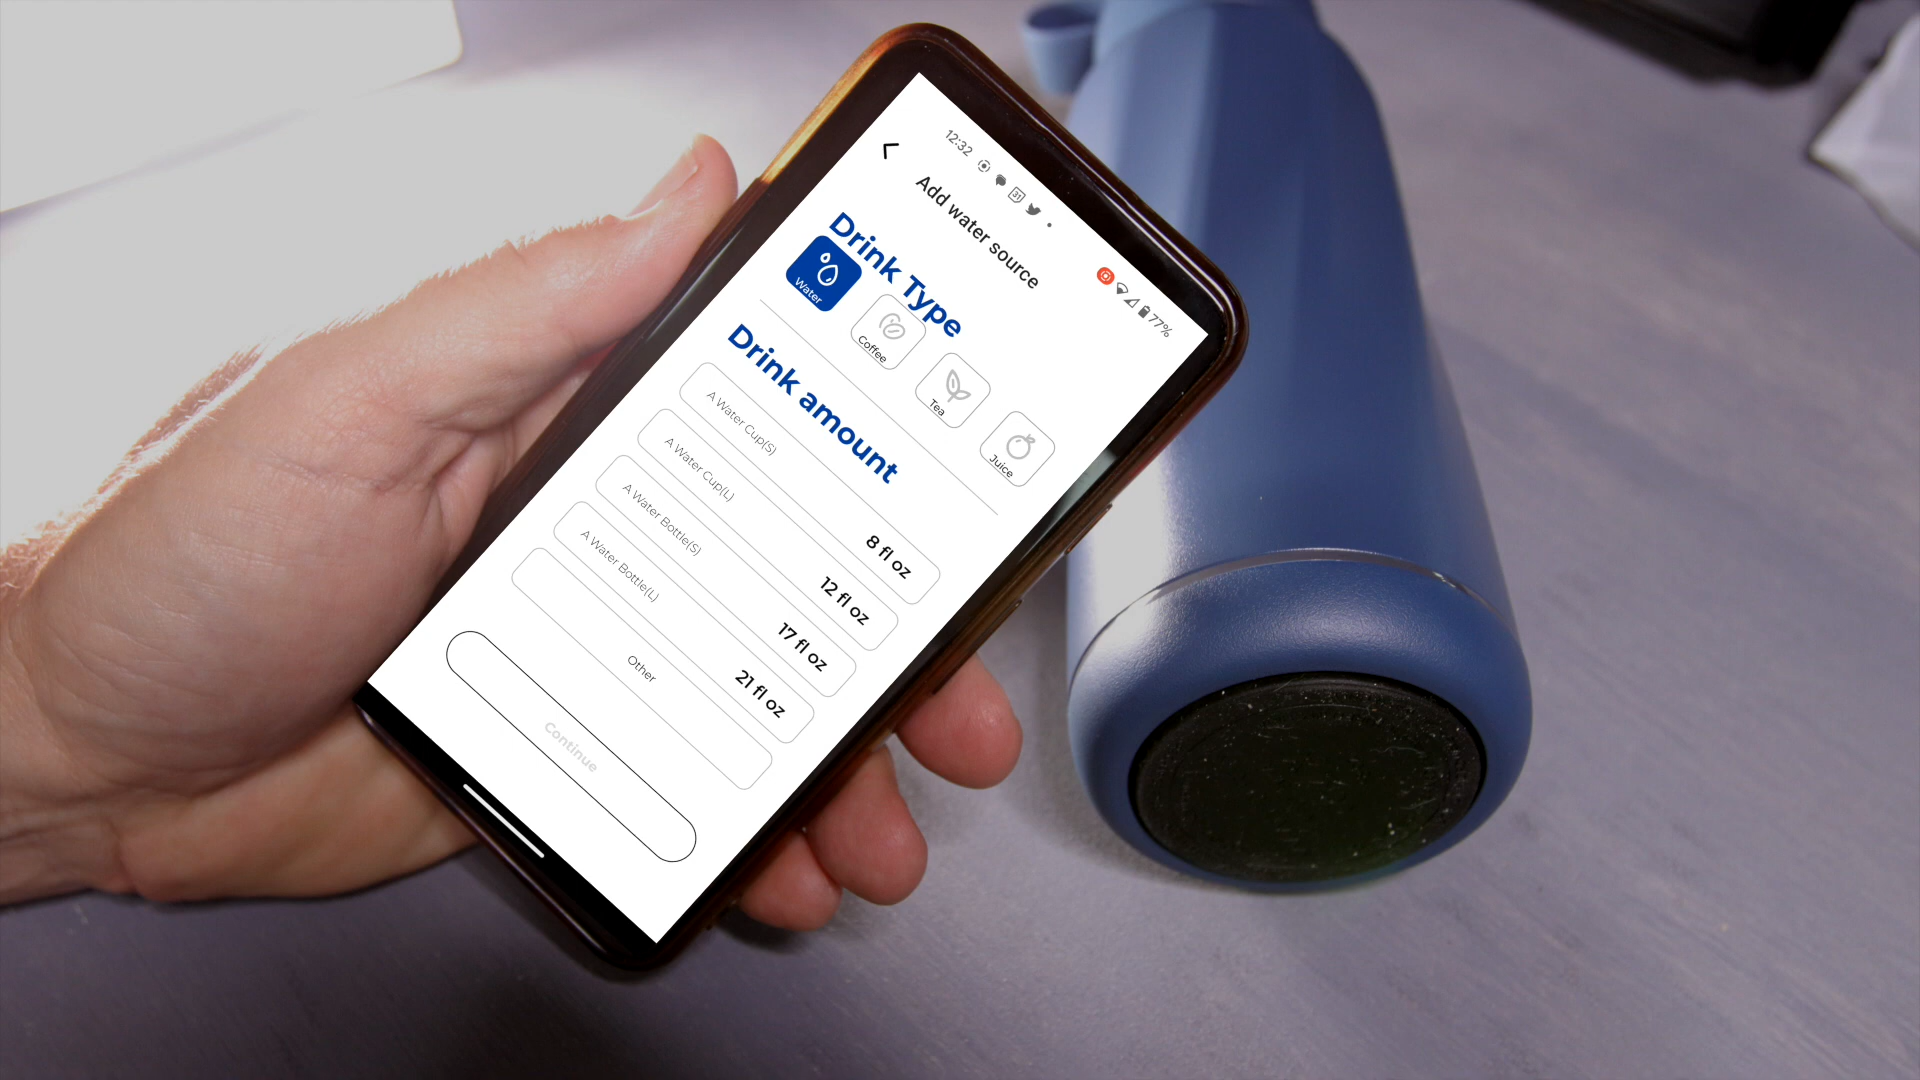 12:32
77%
Add water source
Drink Type
Water
Coffee
Tea
Juice
Drink amount
A Water Cup(S) 8 fl oz
A Water Cup(L) 12 fl oz
A Water Bottle(S) 17 fl oz
A Water Bottle(L) 21 fl oz
Other
Continue